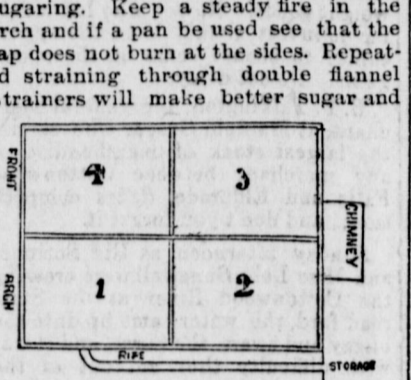 ugaring. Keep a steady fire in the
rch and if a pan be used see that the
ap does not burn at the sides. Repeat-
d straining through double flannel
trainers will make better sugar and
FRONT
4
3
CHIMNEY
ARCH
1
2
PIPE
STORAGE